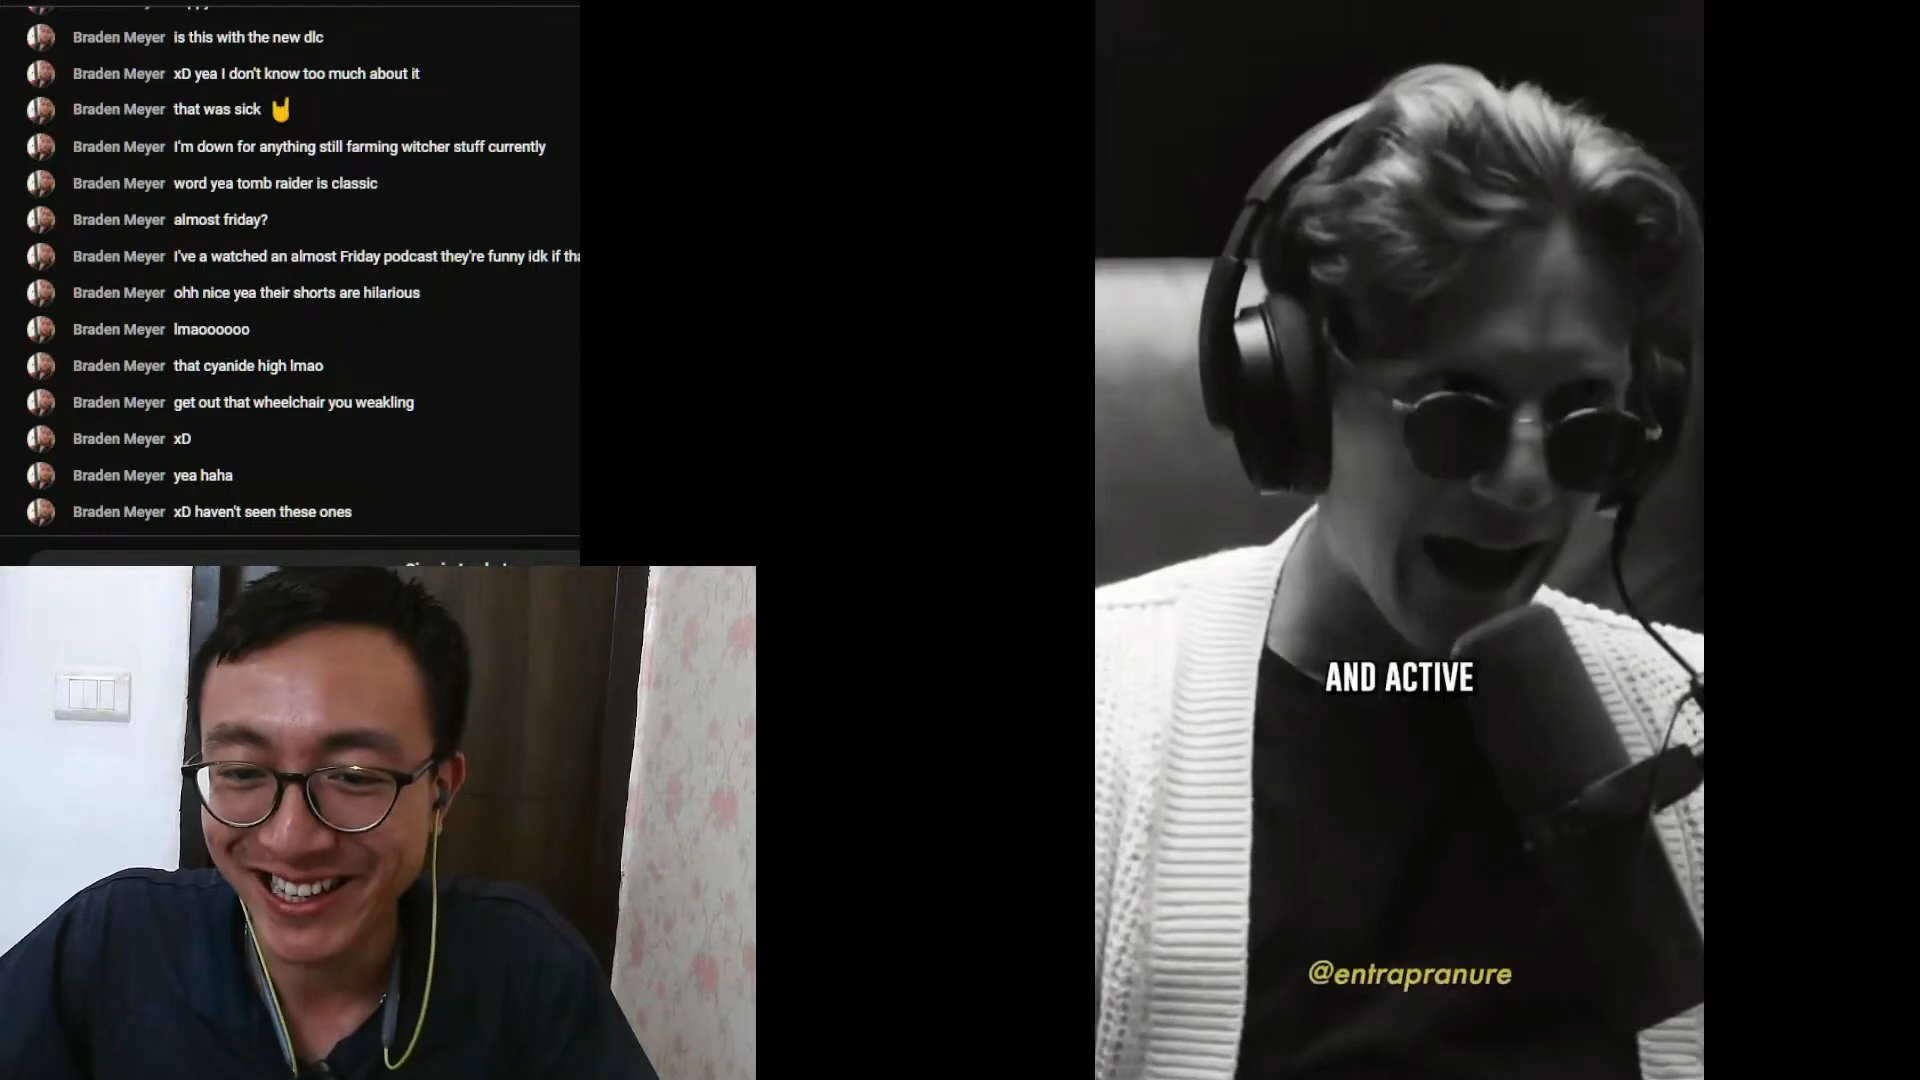 Braden Meyer is this with the new dlc
Braden Meyer xD yea I don't know too much about it
Braden Meyer that was sick 🤘
Braden Meyer I'm down for anything still farming witcher stuff currently
Braden Meyer word yea tomb raider is classic
Braden Meyer almost friday?
Braden Meyer I've a watched an almost Friday podcast they're funny idk if tha
Braden Meyer ohh nice yea their shorts are hilarious
Braden Meyer lmaoooooo
Braden Meyer that cyanide high lmao
Braden Meyer get out that wheelchair you weakling
Braden Meyer xD
Braden Meyer yea haha
Braden Meyer xD haven't seen these ones
AND ACTIVE
@entrapranure